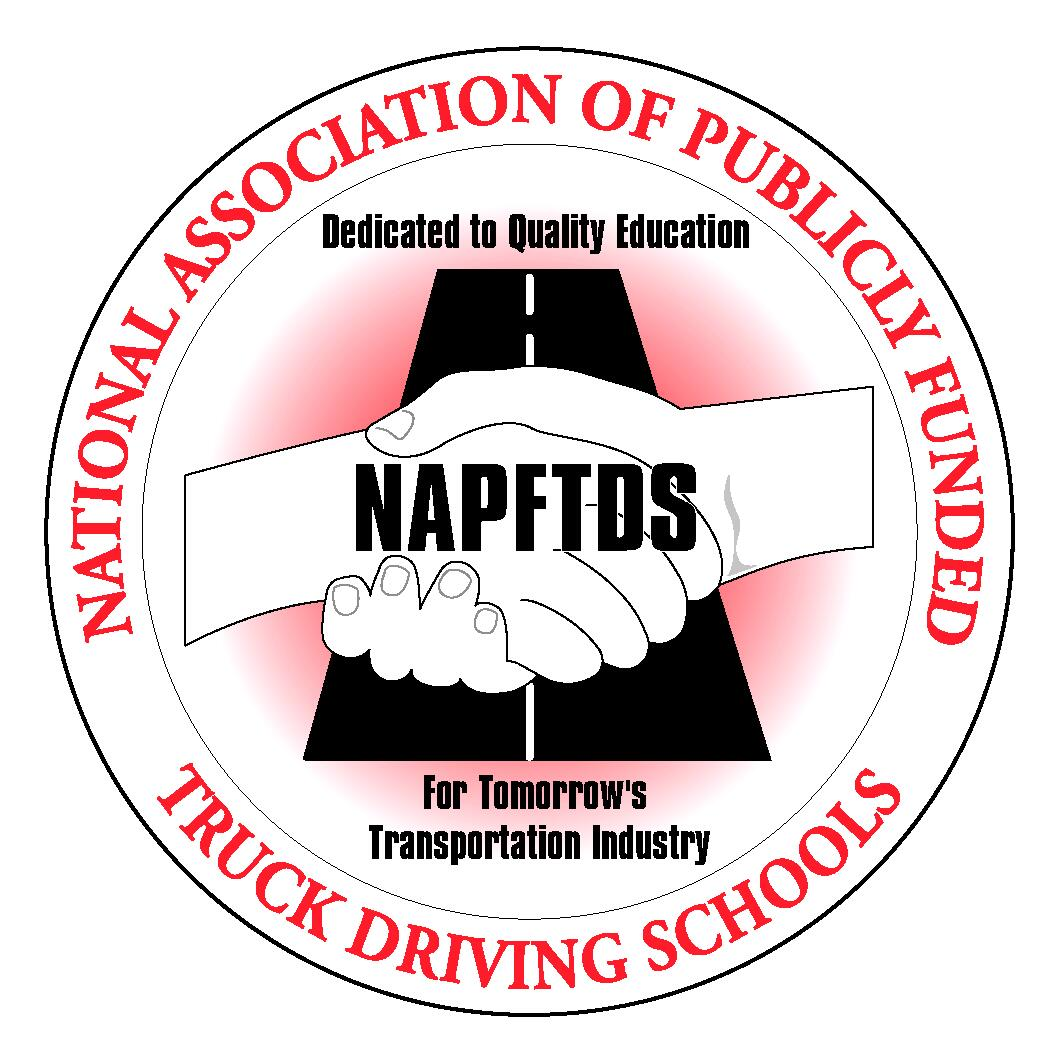 NATIONAL ASSOCIATION OF PUBLICLY FUNDED
Dedicated to Quality Education
NAPFTDS
For Tomorrow's
Transportation Industry
TRUCK DRIVING SCHOOLS